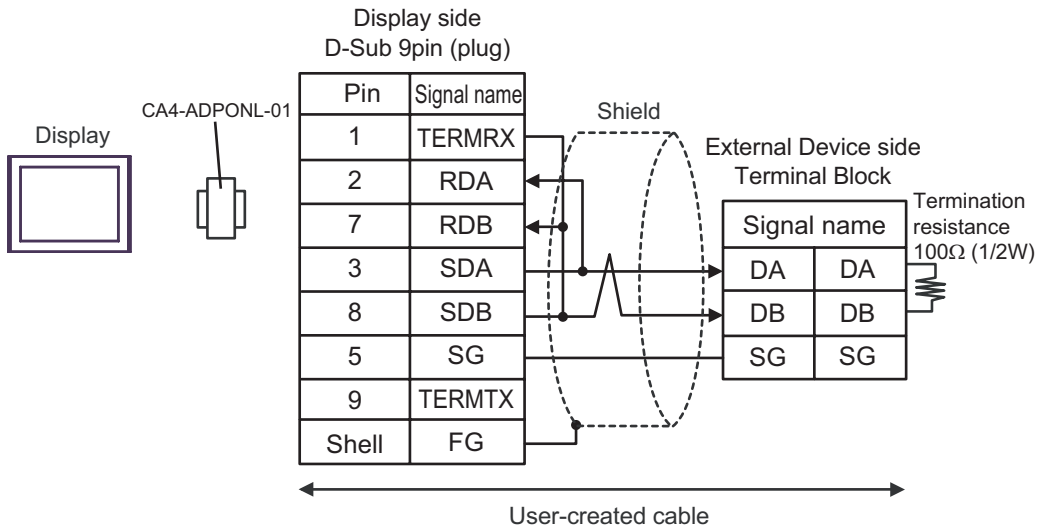 Display side
D-Sub 9pin (plug)
CA4-ADPONL-01
Display
Pin Signal name
1 TERMRX
2 RDA
7 RDB
3 SDA
8 SDB
5 SG
9 TERMTX
Shell FG
Shield
External Device side
Terminal Block
Signal name
DA DA
DB DB
SG SG
Termination
resistance
100Ω (1/2W)
User-created cable